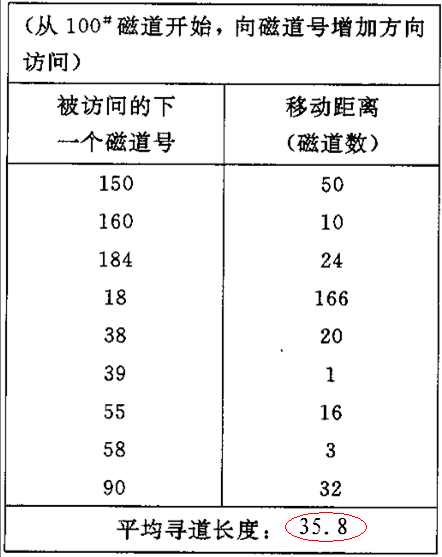 (从100#磁道开始，向磁道号增加方向
访问)
被访问的下 移动距离
一个磁道号 (磁道数)
150 50
160 10
184 24
18 166
38 20
39 1
55 16
58 3
90 32
平均寻道长度： 35.8